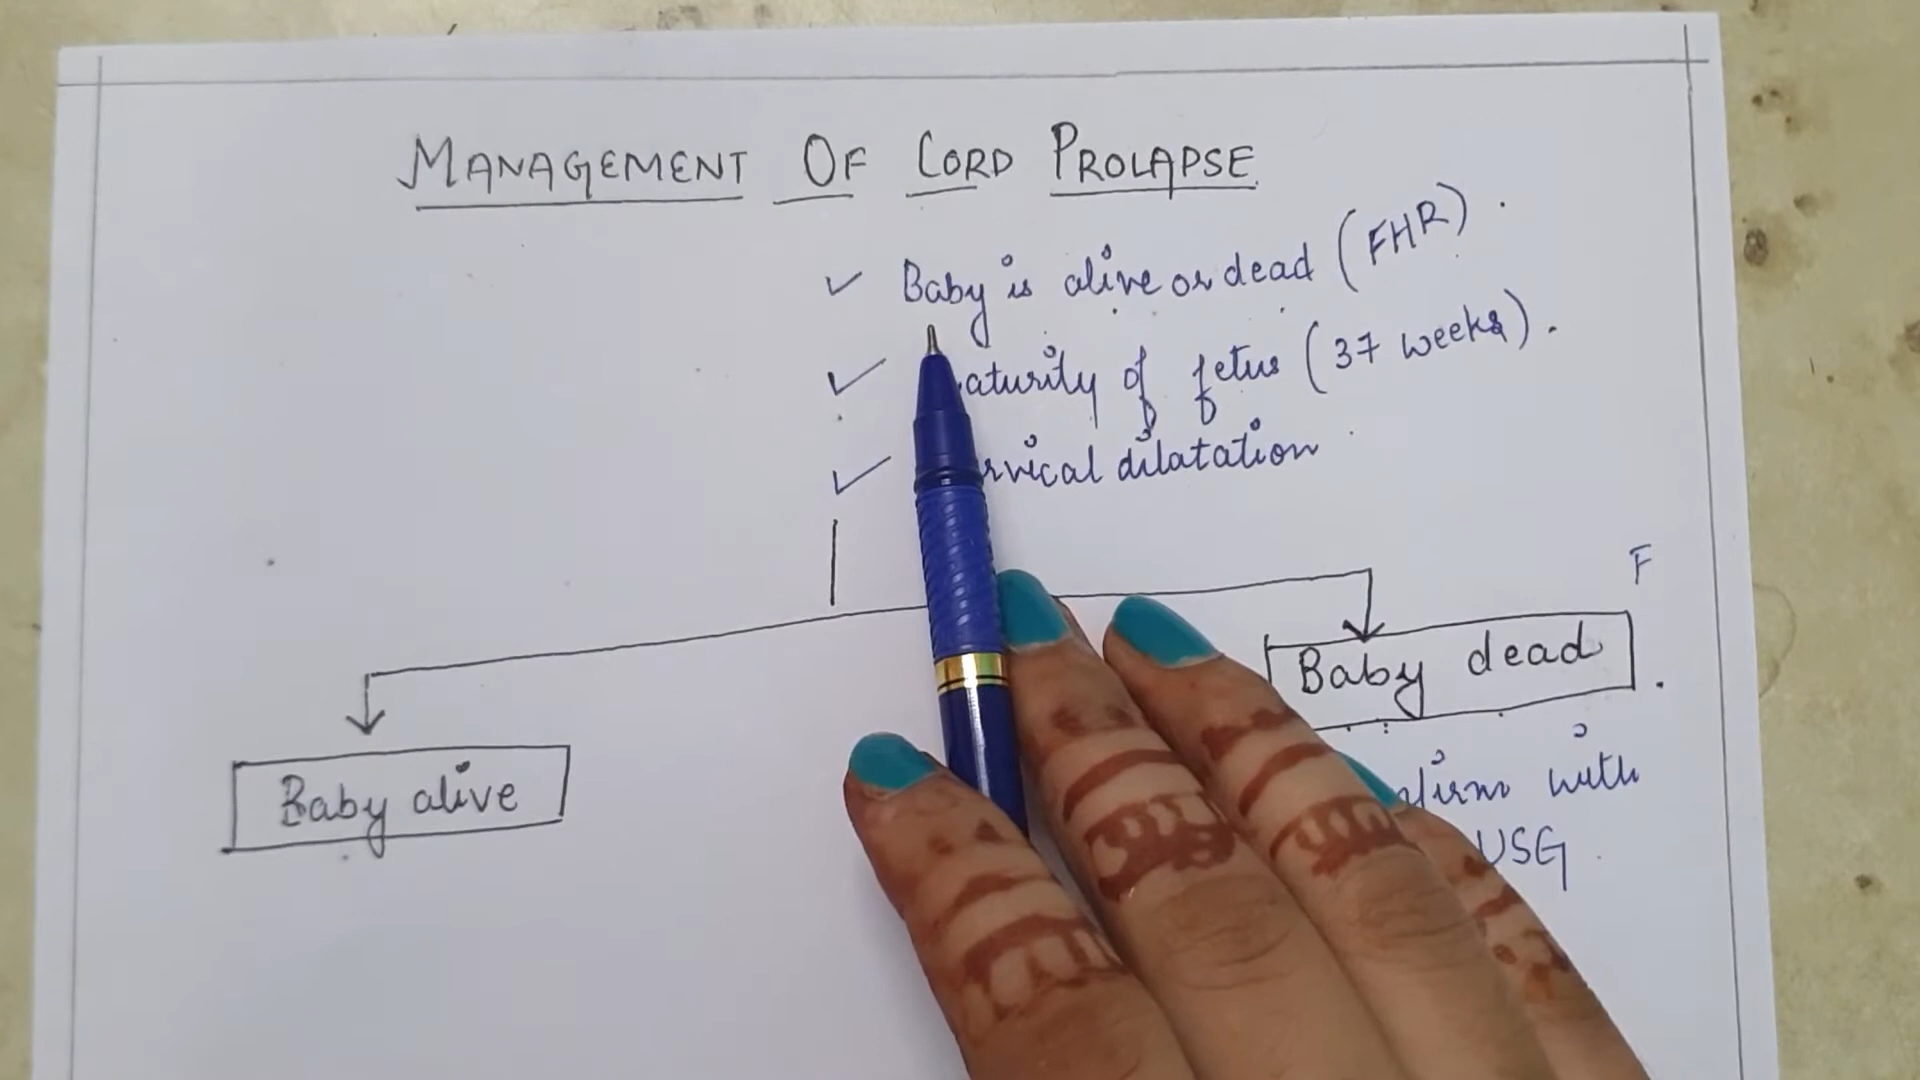 MANAGEMENT OF CORD PROLAPSE
✓ Baby is alive or dead (FHR).
✓ aturity of fetus (37 weeks).
✓ rvical dilatation
F
Baby dead
Baby alive
nfirm with
USG